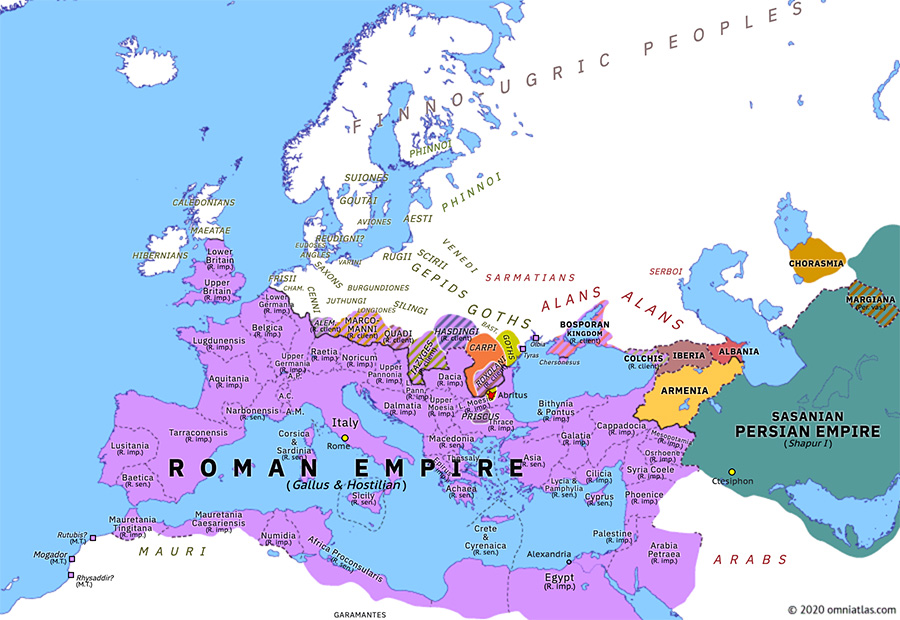 FINNO-UGRIC PEOPLES
PHINNOI
SUIONES
GOUTAI
PHINNOI
CALEDONIANS
AVIONES
AESTI
MAEATAE
REUDIGNI?
EUDOSES
ANGLES
VARINI
RUGII
SCIRII
VENEDI
HIBERNIANS
Lower
Britain
(R. imp.)
Upper
Britain
(R. imp.)
FRISII
CHAM.
SAXONS
CENNI
GEPIDS
BURGUNDIONES
JUTHUNGI
LONGIONES
SILINGI
SARMATIANS
SERBOI
CHORASMIA
MARGIANA
(Per. vas.)
GOTHS
ALANS
ALANS
Lower
Germania
(R. imp.)
Belgica
(R. imp.)
Lugdunensis
(R. imp.)
ALEM.
(R. client)
MARCO-
MANNI
(R. client)
QUADI
(R. client)
IAZYGES
(R. client)
HASDINGI
(R. client)
BAST.
CARPI
GOTHS
ROXOLANI
Olbia
Tyras
BOSPORAN
KINGDOM
(R. client)
Chersonesus
COLCHIS
(R. client)
IBERIA
ALBANIA
ARMENIA
Upper
Germania
(R. imp.)
A.P.
Raetia
(R. imp.)
Noricum
(R. imp.)
Upper
Pannonia
(R. imp.)
Aquitania
(R. imp.)
A.C.
Narbonensis
(R. sen.)
A.M.
Dacia
(R. imp.)
Dalmatia
(R. imp.)
Upper
Moesia
(R. imp.)
Abritus
PRISCUS
Thrace
(R. imp.)
Bithynia
& Pontus
(R. imp.)
Cappadocia
(R. imp.)
Galatia
(R. imp.)
Mesopotamia
(R. imp.)
Osrhoene
(R. imp.)
SASANIAN
PERSIAN EMPIRE
(Shapur I)
Ctesiphon
Tarraconensis
(R. imp.)
Lusitania
(R. imp.)
Baetica
(R. sen.)
Corsica
&
Sardinia
(R. sen.)
Italy
Rome
Macedonia
(R. sen.)
Thessaly
Epirus
ROMAN EMPIRE
(Gallus & Hostilian)
Asia
(R. sen.)
Lycia &
Pamphylia
(R. sen.)
Cilicia
(R. imp.)
Cyprus
(R. sen.)
Syria Coele
(R. imp.)
Phoenice
(R. imp.)
Sicily
(R. sen.)
Achaea
(R. sen.)
Mauretania
Tingitana
(R. imp.)
Mauretania
Caesariensis
(R. imp.)
Numidia
(R. imp.)
Africa Proconsularis
(R. sen.)
Crete
&
Cyrenaica
(R. sen.)
Alexandria
Palestine
(R. imp.)
Arabia
Petraea
(R. imp.)
Egypt
(R. imp.)
ARABS
Rutubis?
(M.T.)
Mogador
(M.T.)
Rhysaddir?
(M.T.)
MAURI
GARAMANTES
© 2020 omniatlas.com